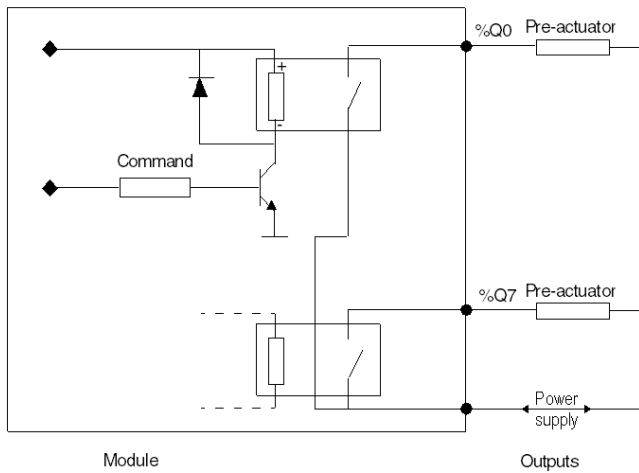 %Q0 Pre-actuator
+
-
Command
%Q7 Pre-actuator
Power
supply
Module Outputs